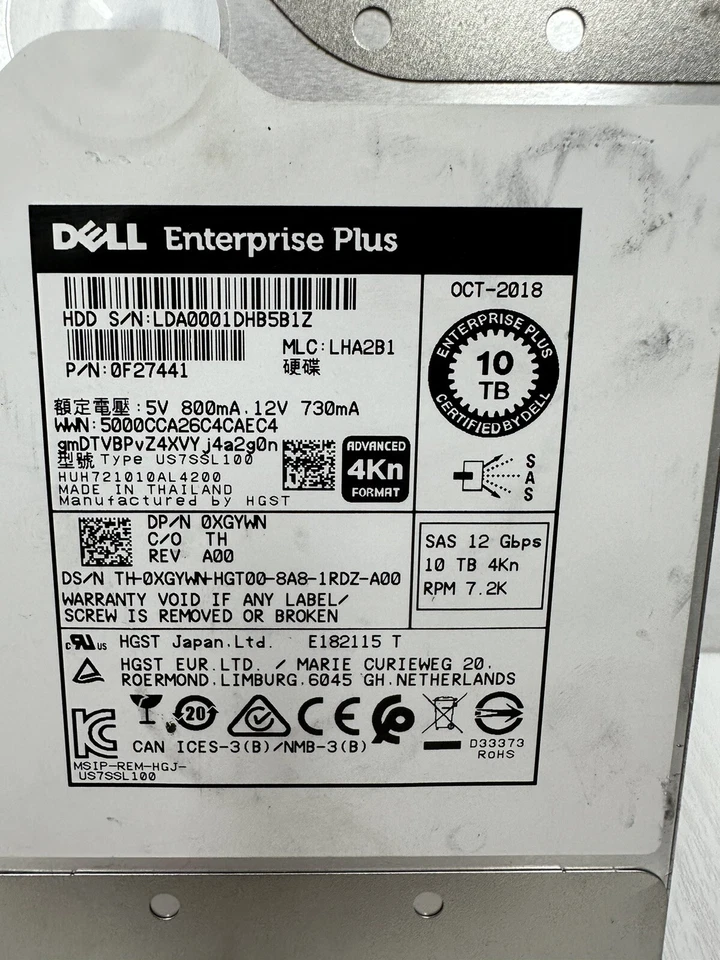 DELL Enterprise Plus
HDD S/N:LDA0001DHB5B1Z
MLC:LHA2B1
P/N:0F27441
硬碟
額定電壓:5V 800mA,12V 730mA
WWN:5000CCA26C4CAEC4
gmDTVBPvZ4XVYj4a2g0n
型號 Type US7SSL100
HUH721010AL4200
MADE IN THAILAND
Manufactured by HGST
ADVANCED
4Kn
FORMAT
OCT-2018
ENTERPRISE PLUS
10
TB
CERTIFIED BY DELL
S
A
S
DP/N 0XGYWN
C/O TH
REV A00
DS/N TH-0XGYWN-HGT00-8A8-1RDZ-A00
WARRANTY VOID IF ANY LABEL/
SCREW IS REMOVED OR BROKEN
SAS 12 Gbps
10 TB 4Kn
RPM 7.2K
c RU us HGST Japan.Ltd. E182115 T
HGST EUR.LTD. / MARIE CURIEWEG 20,
ROERMOND,LIMBURG,6045 GH,NETHERLANDS
20
CE
CAN ICES-3(B)/NMB-3(B)
D33373
RoHS
MSIP-REM-HGJ-
US7SSL100